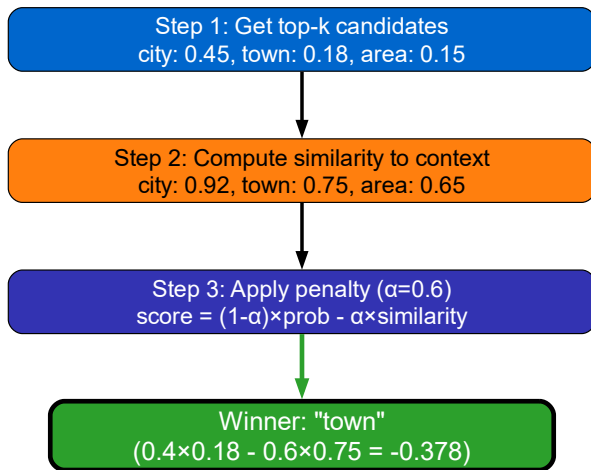 Step 1: Get top-k candidates
city: 0.45, town: 0.18, area: 0.15
Step 2: Compute similarity to context
city: 0.92, town: 0.75, area: 0.65
Step 3: Apply penalty (α=0.6)
score = (1-α)×prob - α×similarity
Winner: "town"
(0.4×0.18 - 0.6×0.75 = -0.378)